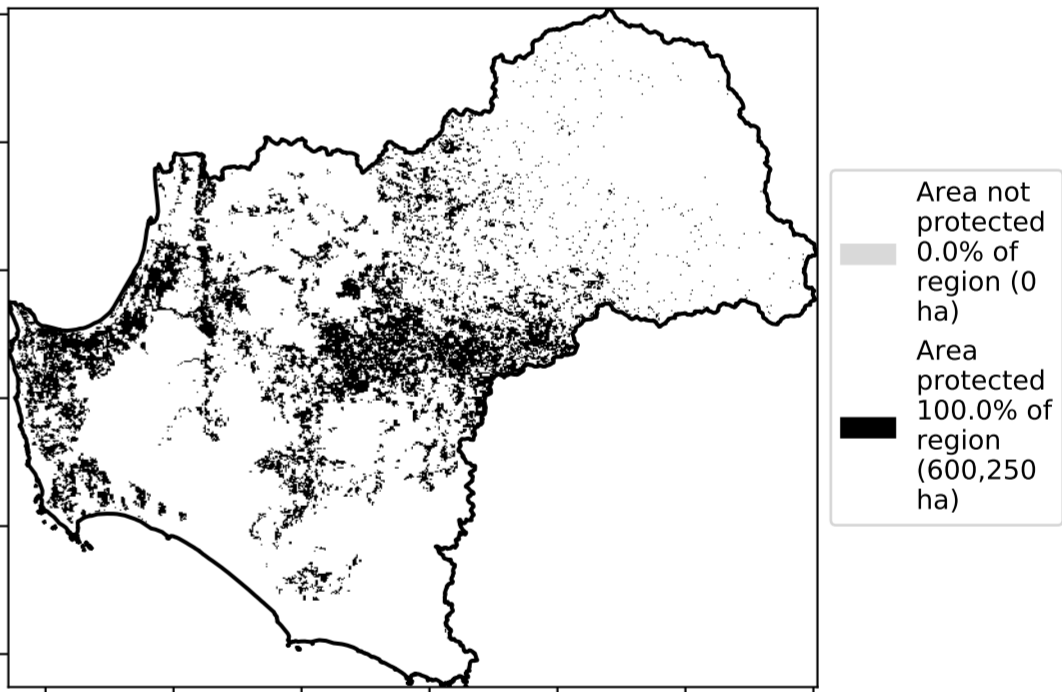 Area not
protected
0.0% of
region (0
ha)
Area
protected
100.0% of
region
(600,250
ha)